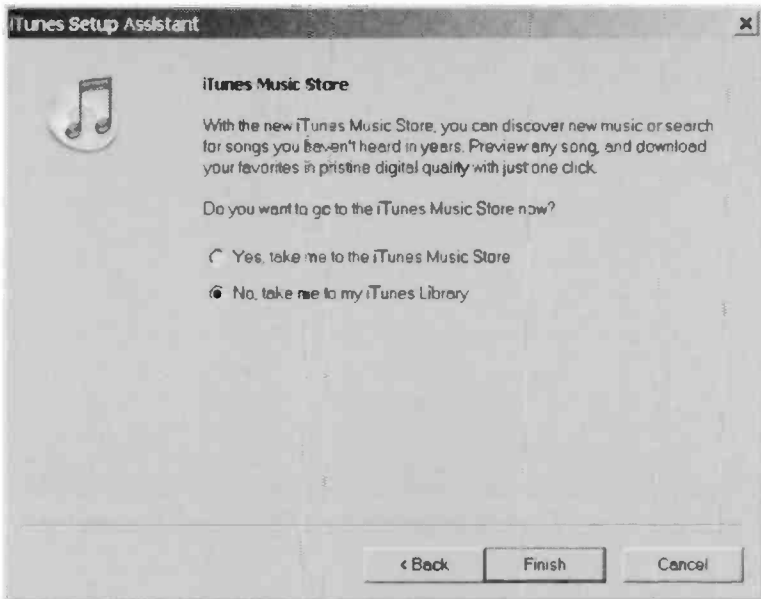 iTunes Setup Assistant
iTunes Music Store
With the new iTunes Music Store, you can discover new music or search
for songs you haven't heard in years. Preview any song, and download
your favorites in pristine digital quality with just one click.
Do you want to go to the iTunes Music Store now?
Yes, take me to the iTunes Music Store
No, take me to my iTunes Library
< Back
Finish
Cancel